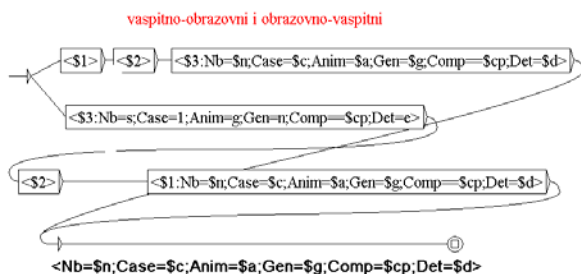 vaspitno-obrazovni i obrazovno-vaspitni
<$1> <$2> <$3:Nb=$n;Case=$c;Anim=$a;Gen=$g;Comp==$cp;Det=$d>
<$3:Nb=s;Case=1;Anim=g;Gen=n;Comp==$cp;Det=e>
<$2> <$1:Nb=$n;Case=$c;Anim=$a;Gen=$g;Comp==$cp;Det=$d>
<Nb=$n;Case=$c;Anim=$a;Gen=$g;Comp=$cp;Det=$d>